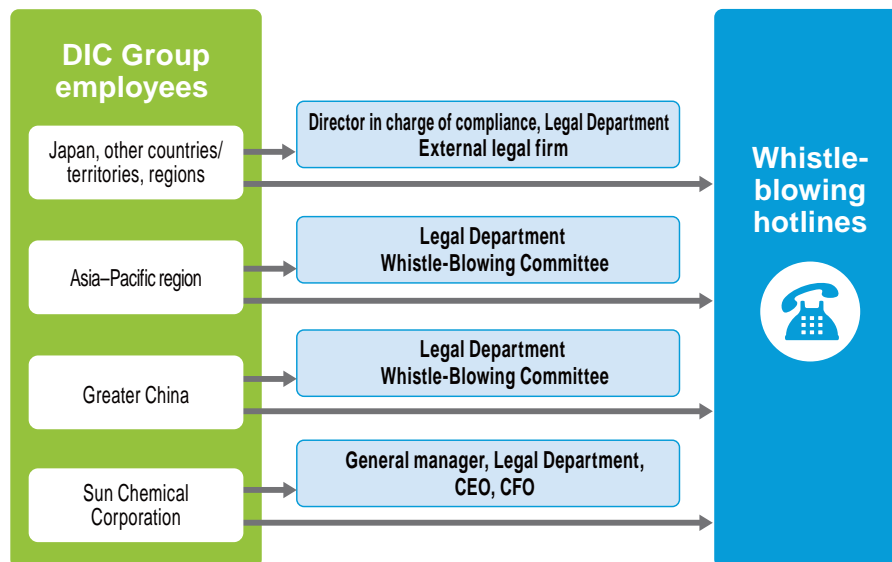 DIC Group
employees
Japan, other countries/
territories, regions
Director in charge of compliance, Legal Department
External legal firm
Asia–Pacific region
Legal Department
Whistle-Blowing Committee
Greater China
Legal Department
Whistle-Blowing Committee
Sun Chemical
Corporation
General manager, Legal Department,
CEO, CFO
Whistle-
blowing
hotlines